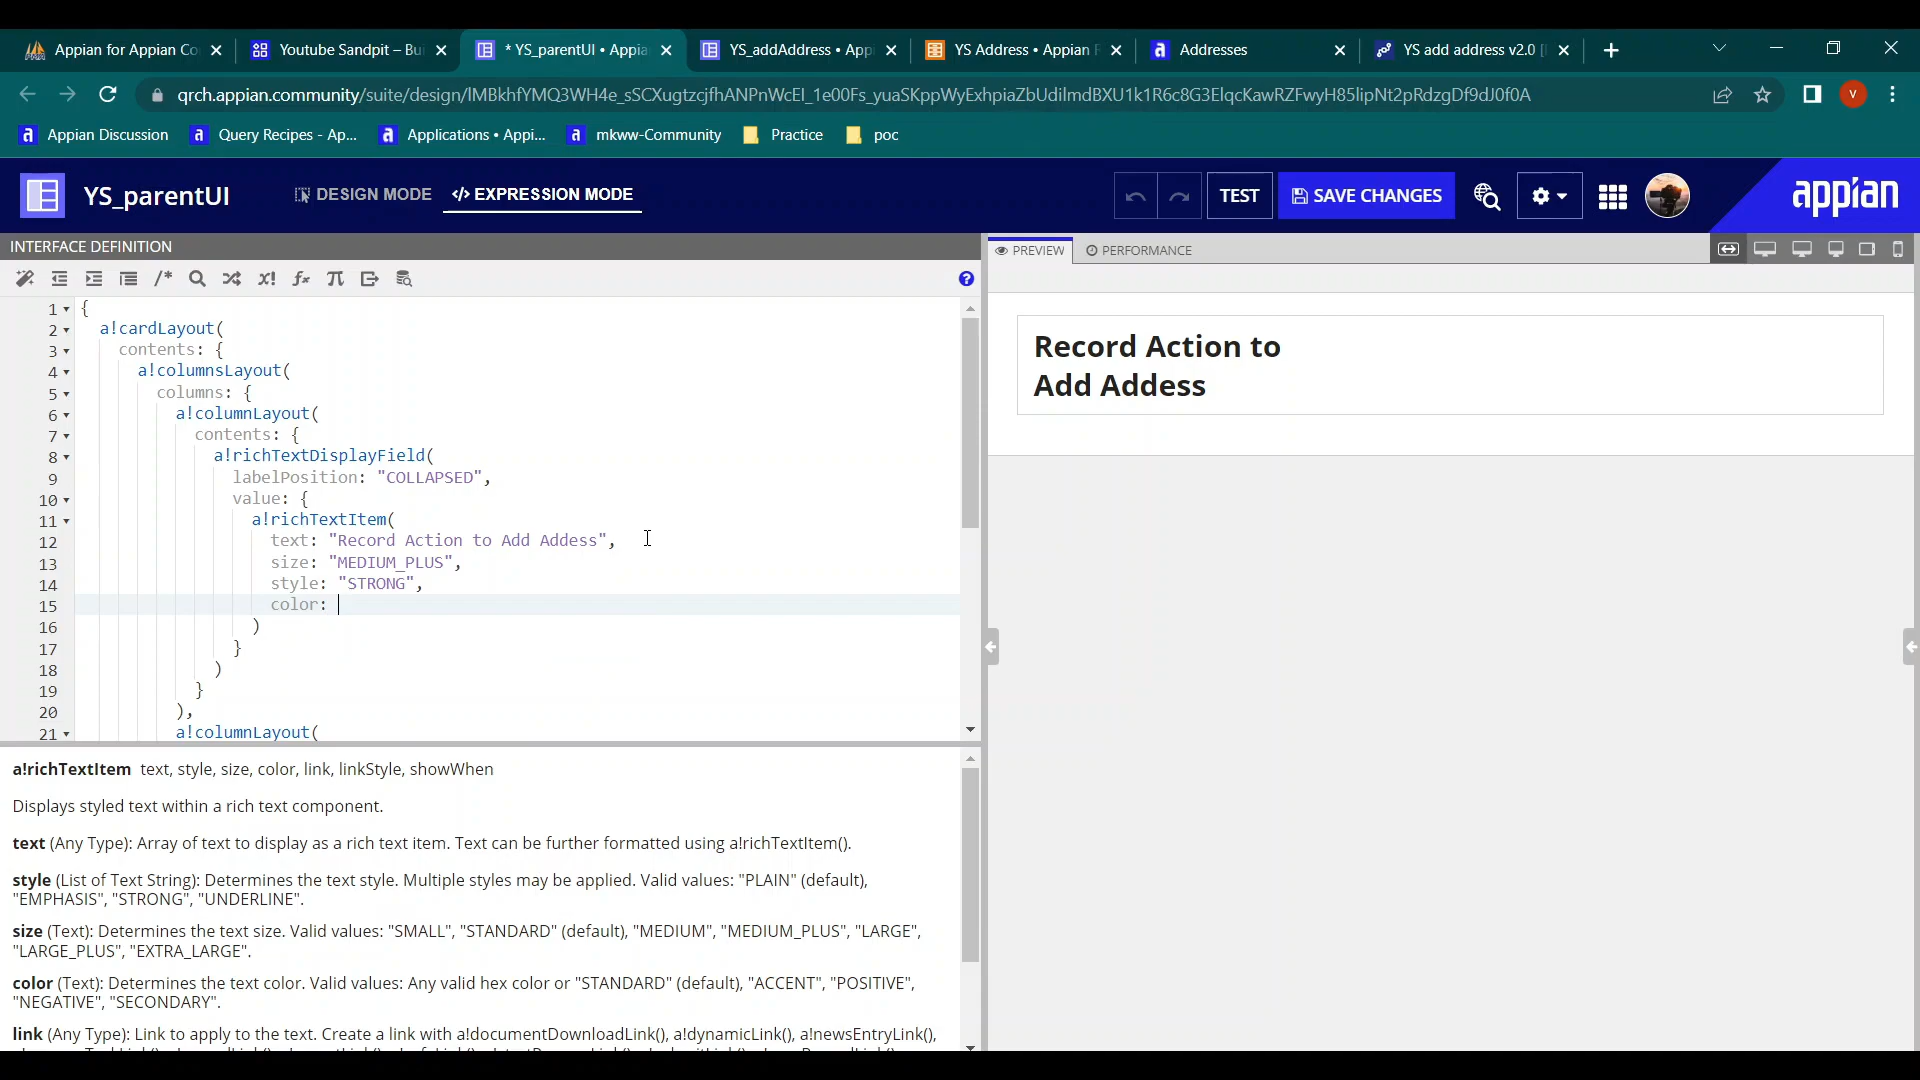 Appian for Appian Co
Youtube Sandpit – Bui
* YS_parentUI • Appia
YS_addAddress • App
YS Address • Appian R
Addresses
YS add address v2.0 [
qrch.appian.community/suite/design/
Appian Discussion
Query Recipes - Ap...
Applications • Appi...
mkww-Community
Practice
poc
YS_parentUI
DESIGN MODE
</> EXPRESSION MODE
TEST
SAVE CHANGES
appian
INTERFACE DEFINITION
1 {
2 a!cardLayout(
3 contents: {
4 a!columnsLayout(
5 columns: {
6 a!columnLayout(
7 contents: {
8 a!richTextDisplayField(
9 labelPosition: "COLLAPSED",
10 value: {
11 a!richTextItem(
12 text: "Record Action to Add Addess",
13 size: "MEDIUM_PLUS",
14 style: "STRONG",
15 color:
16 )
17 }
18 )
19 }
20 ),
21 a!columnLayout(
a!richTextItem text, style, size, color, link, linkStyle, showWhen
Displays styled text within a rich text component.
text (Any Type): Array of text to display as a rich text item. Text can be further formatted using a!richTextItem().
style (List of Text String): Determines the text style. Multiple styles may be applied. Valid values: "PLAIN" (default),
"EMPHASIS", "STRONG", "UNDERLINE".
size (Text): Determines the text size. Valid values: "SMALL", "STANDARD" (default), "MEDIUM", "MEDIUM_PLUS", "LARGE",
"LARGE_PLUS", "EXTRA_LARGE".
color (Text): Determines the text color. Valid values: Any valid hex color or "STANDARD" (default), "ACCENT", "POSITIVE",
"NEGATIVE", "SECONDARY".
link (Any Type): Link to apply to the text. Create a link with a!documentDownloadLink(), a!dynamicLink(), a!newsEntryLink(),
PREVIEW
PERFORMANCE
Record Action to
Add Addess